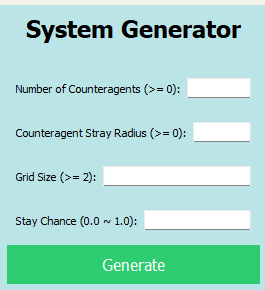 System Generator
Number of Counteragents (>= 0):
Counteragent Stray Radius (>= 0):
Grid Size (>= 2):
Stay Chance (0.0 ~ 1.0):
Generate